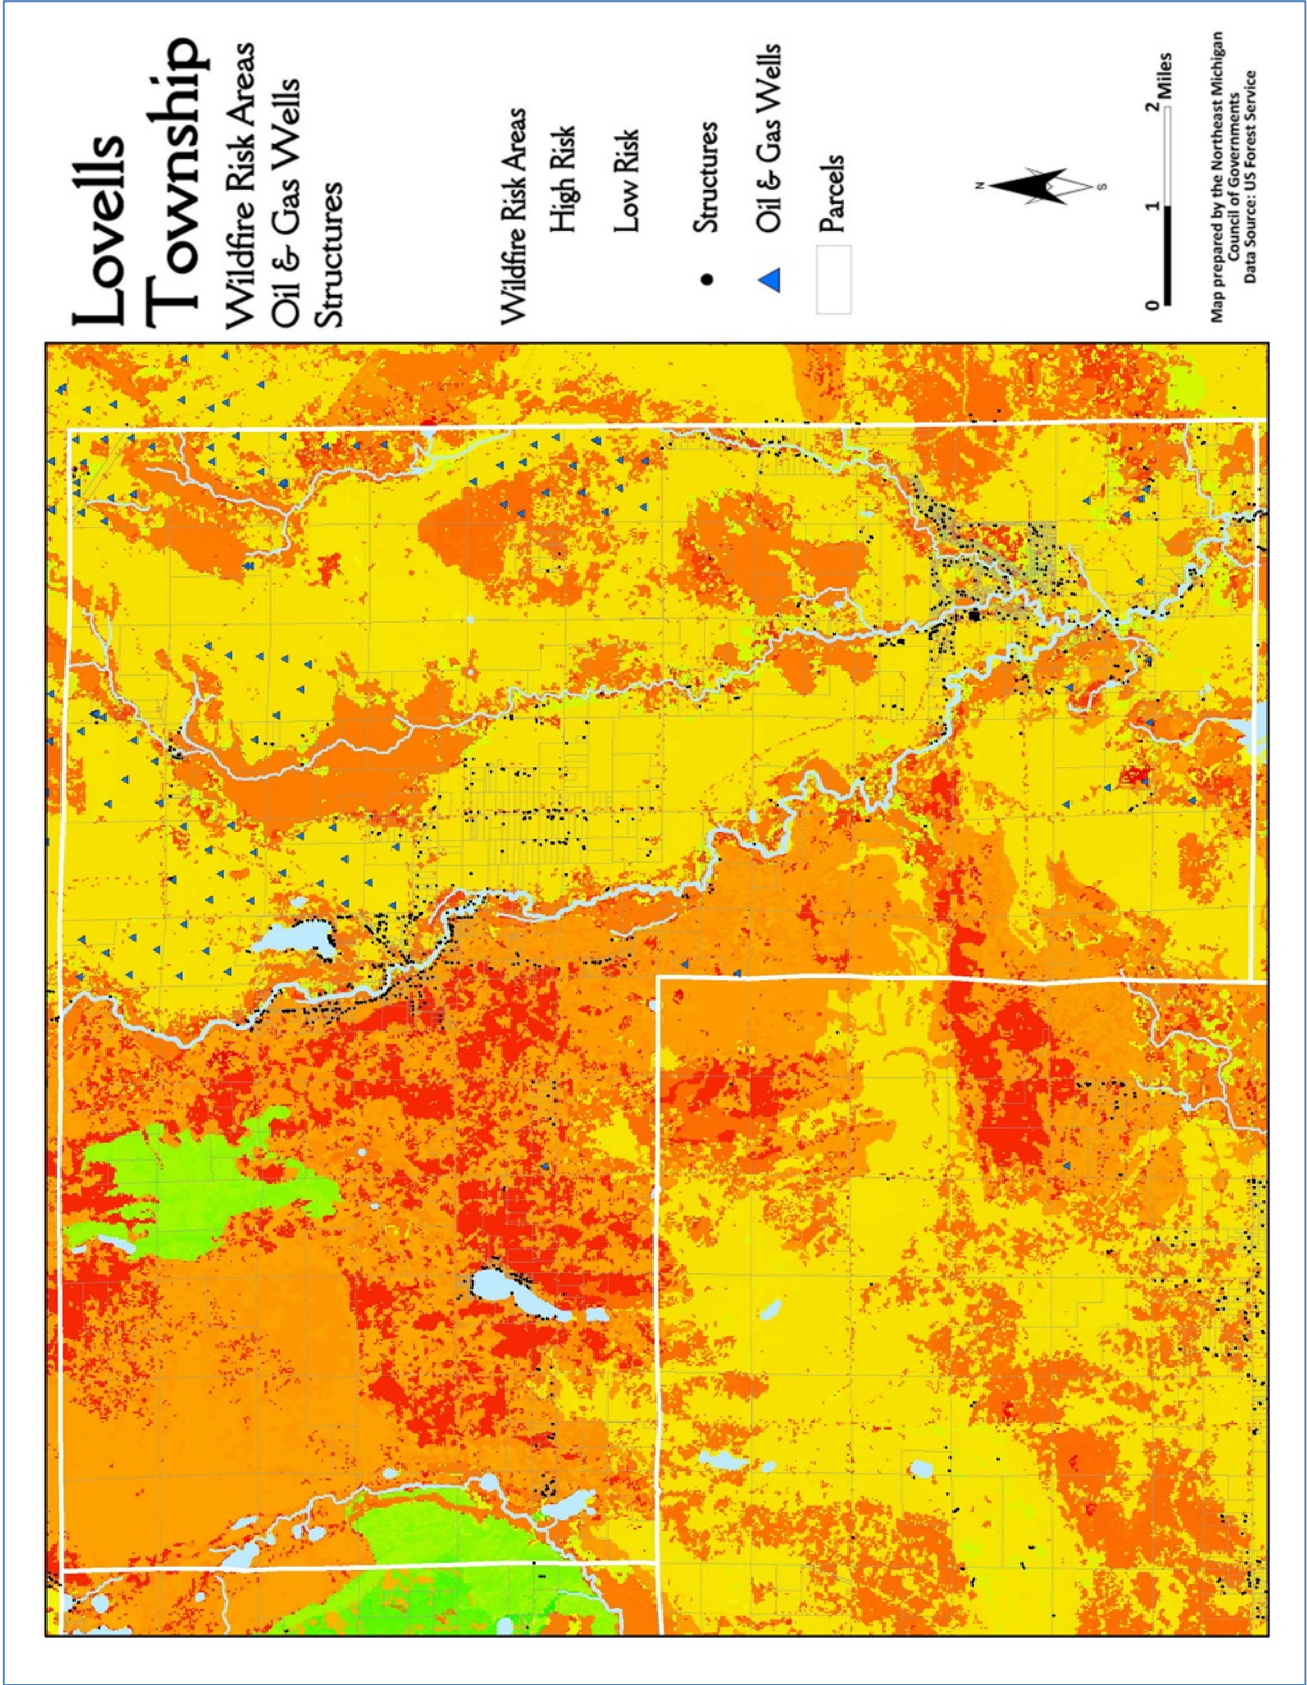 Lovells
Township
Wildfire Risk Areas
Oil & Gas Wells
Structures
Wildfire Risk Areas
High Risk
Low Risk
Structures
Oil & Gas Wells
Parcels
N
S
0 1 2
Miles
Map prepared by the Northeast Michigan
Council of Governments
Data Source: US Forest Service